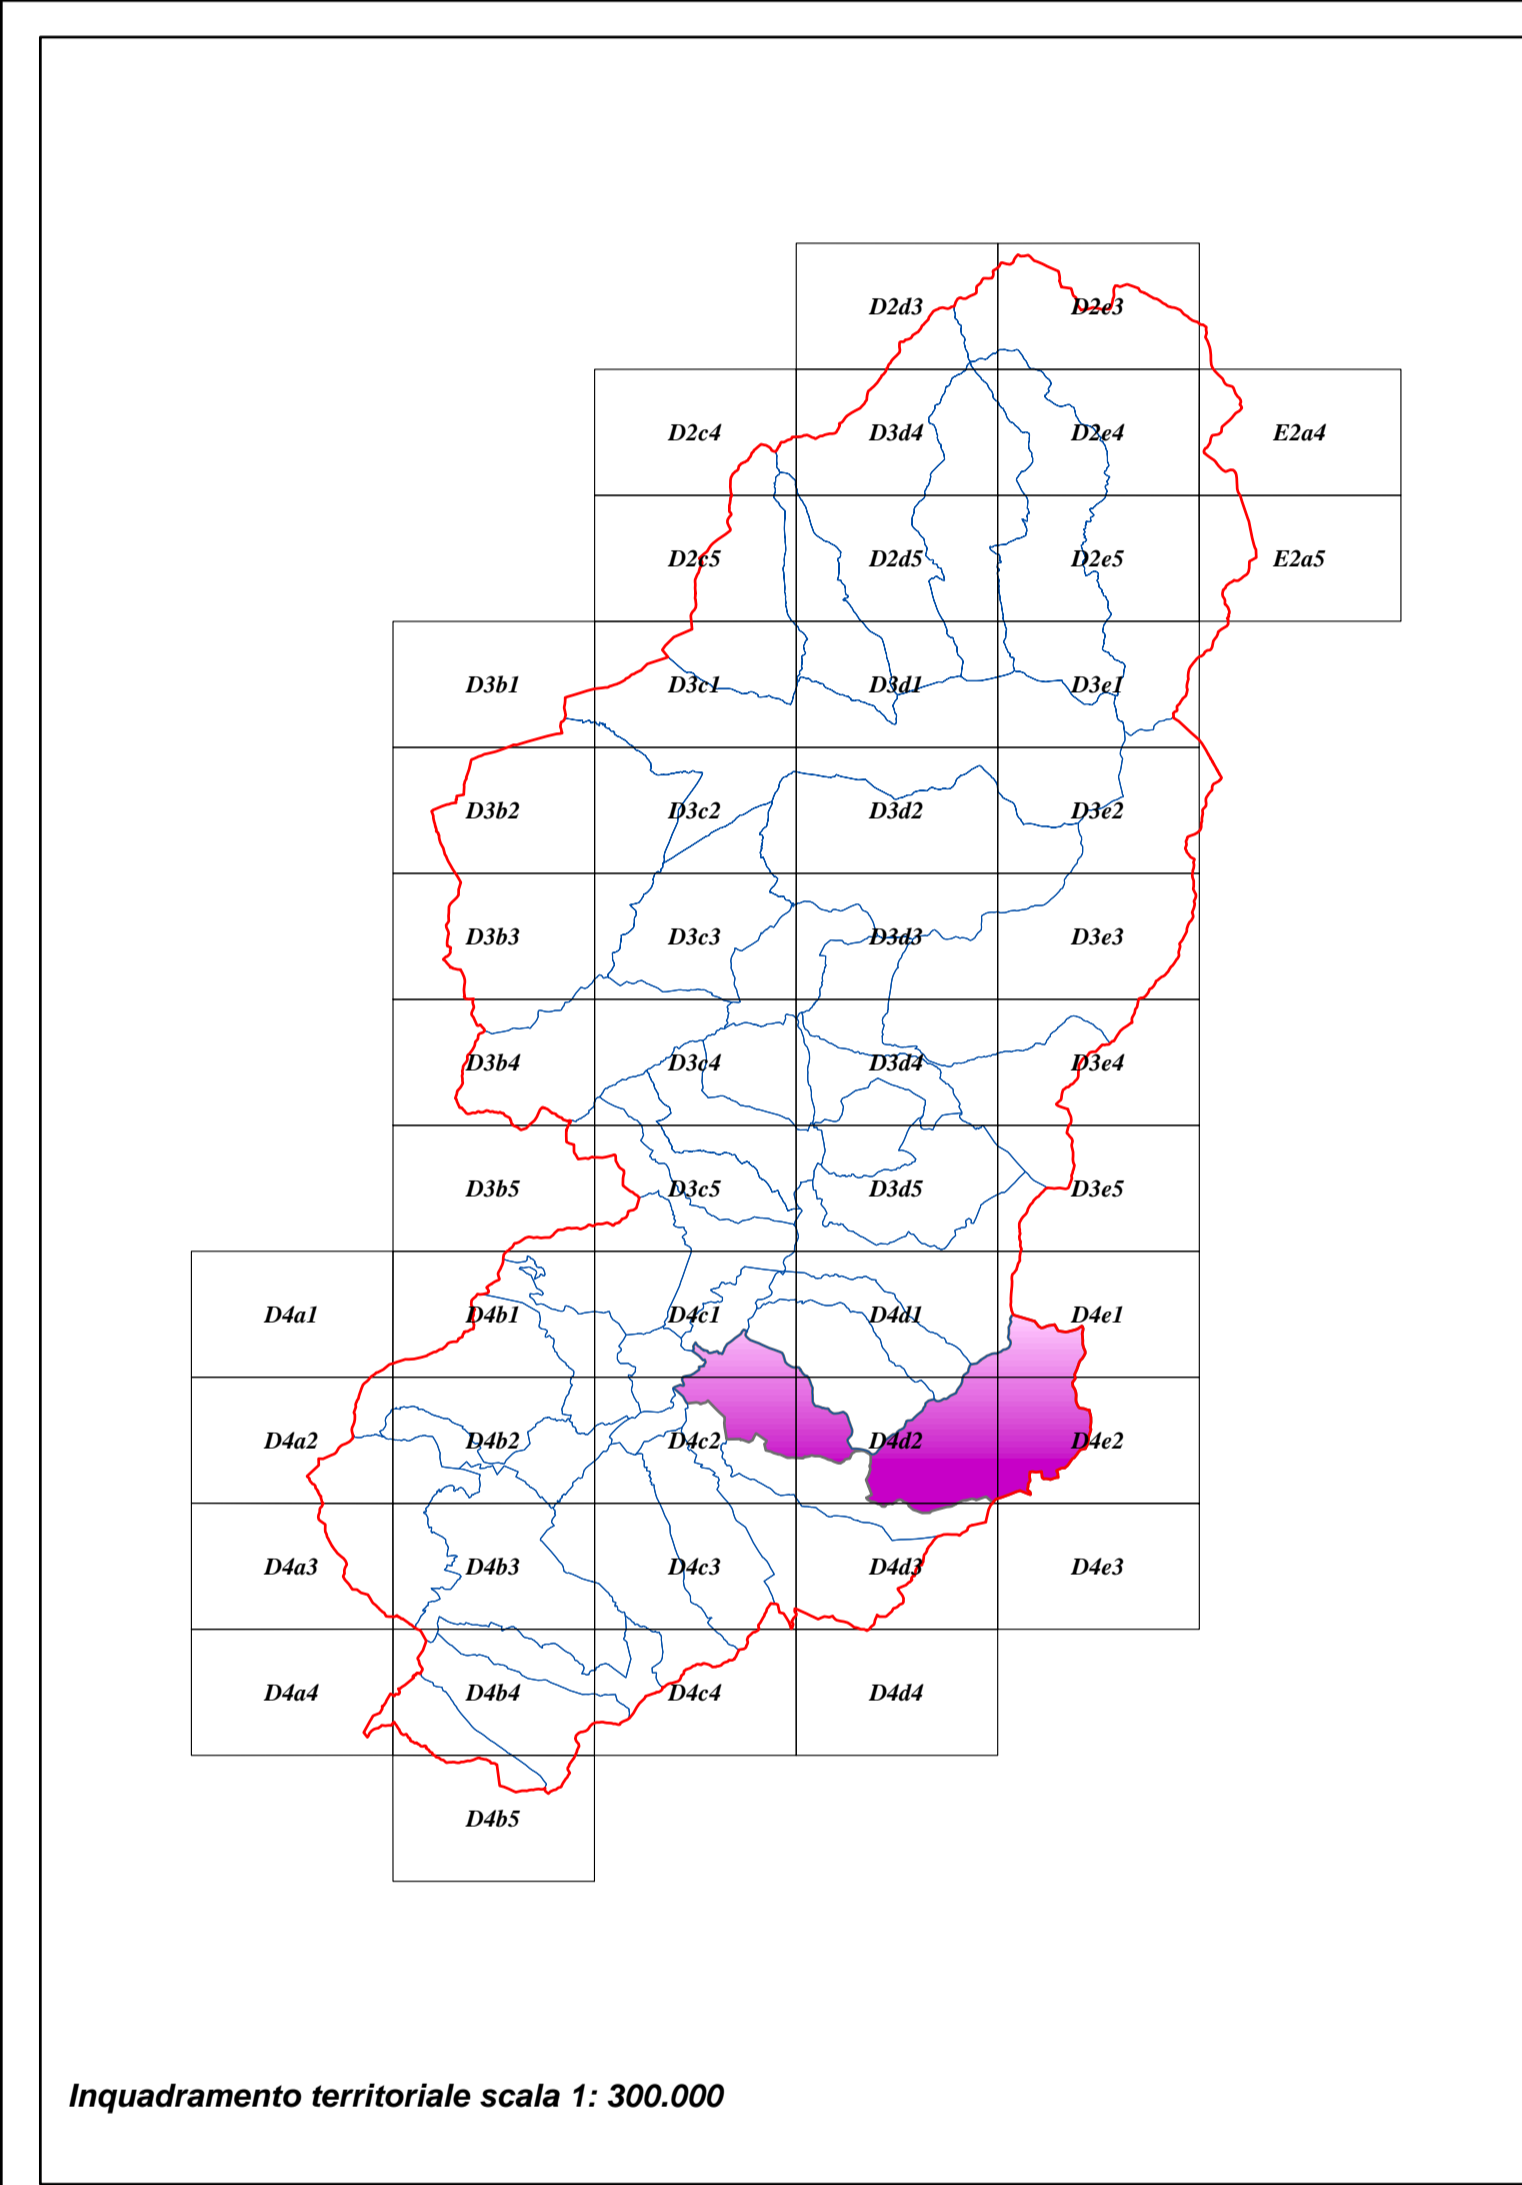 D2d3 D2e3
D2c4 D3d4 D2e4 E2a4
D2c5 D2d5 D2e5 E2a5
D3b1 D3c1 D3d1 D3e1
D3b2 D3c2 D3d2 D3e2
D3b3 D3c3 D3d3 D3e3
D3b4 D3c4 D3d4 D3e4
D3b5 D3c5 D3d5 D3e5
D4a1 D4b1 D4c1 D4d1 D4e1
D4a2 D4b2 D4c2 D4d2 D4e2
D4a3 D4b3 D4c3 D4d3 D4e3
D4a4 D4b4 D4c4 D4d4
D4b5
Inquadramento territoriale scala 1: 300.000